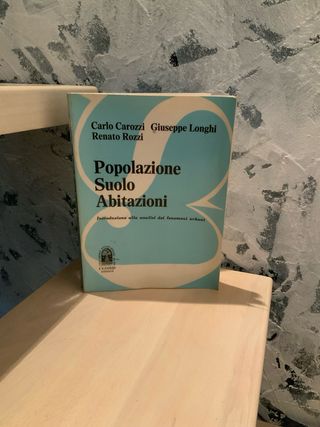 Carlo Carozzi Giuseppe Longhi
Renato Rozzi
Popolazione
Suolo
Abitazioni
Introduzione alla analisi dei fenomeni urbani